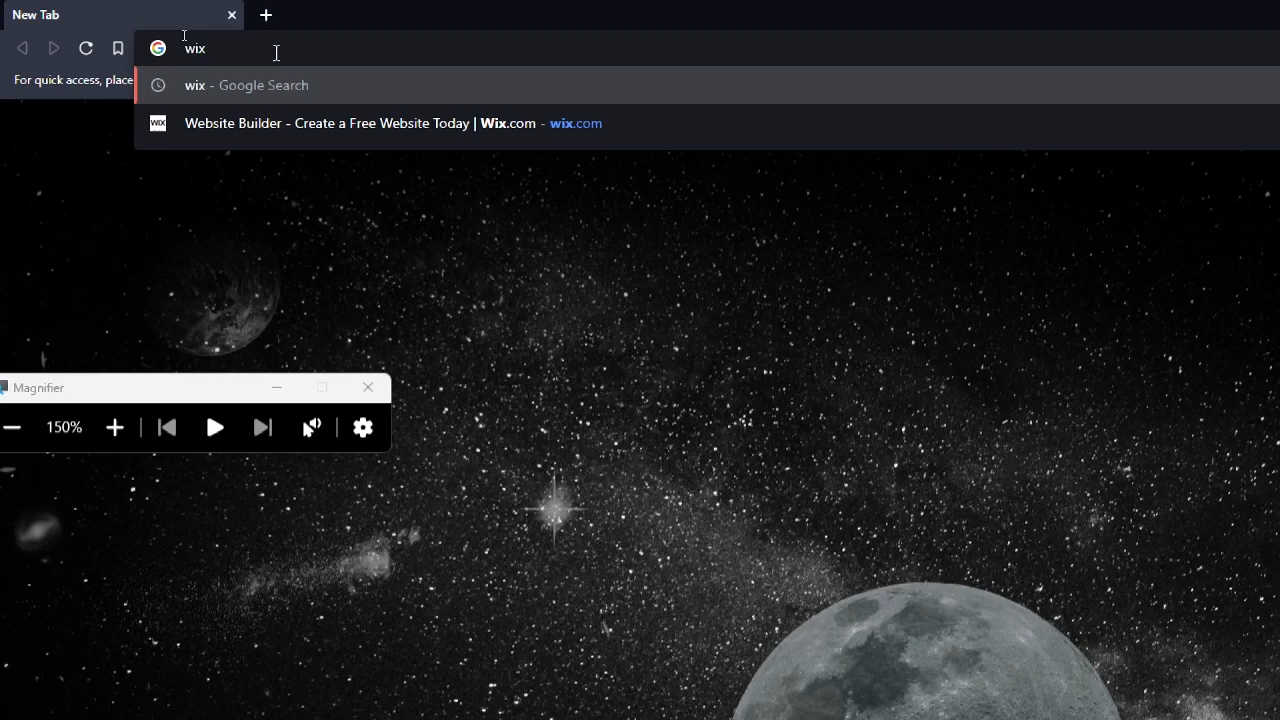 New Tab
wix
For quick access, place
wix - Google Search
WIX Website Builder - Create a Free Website Today | Wix.com - wix.com
Magnifier
150%